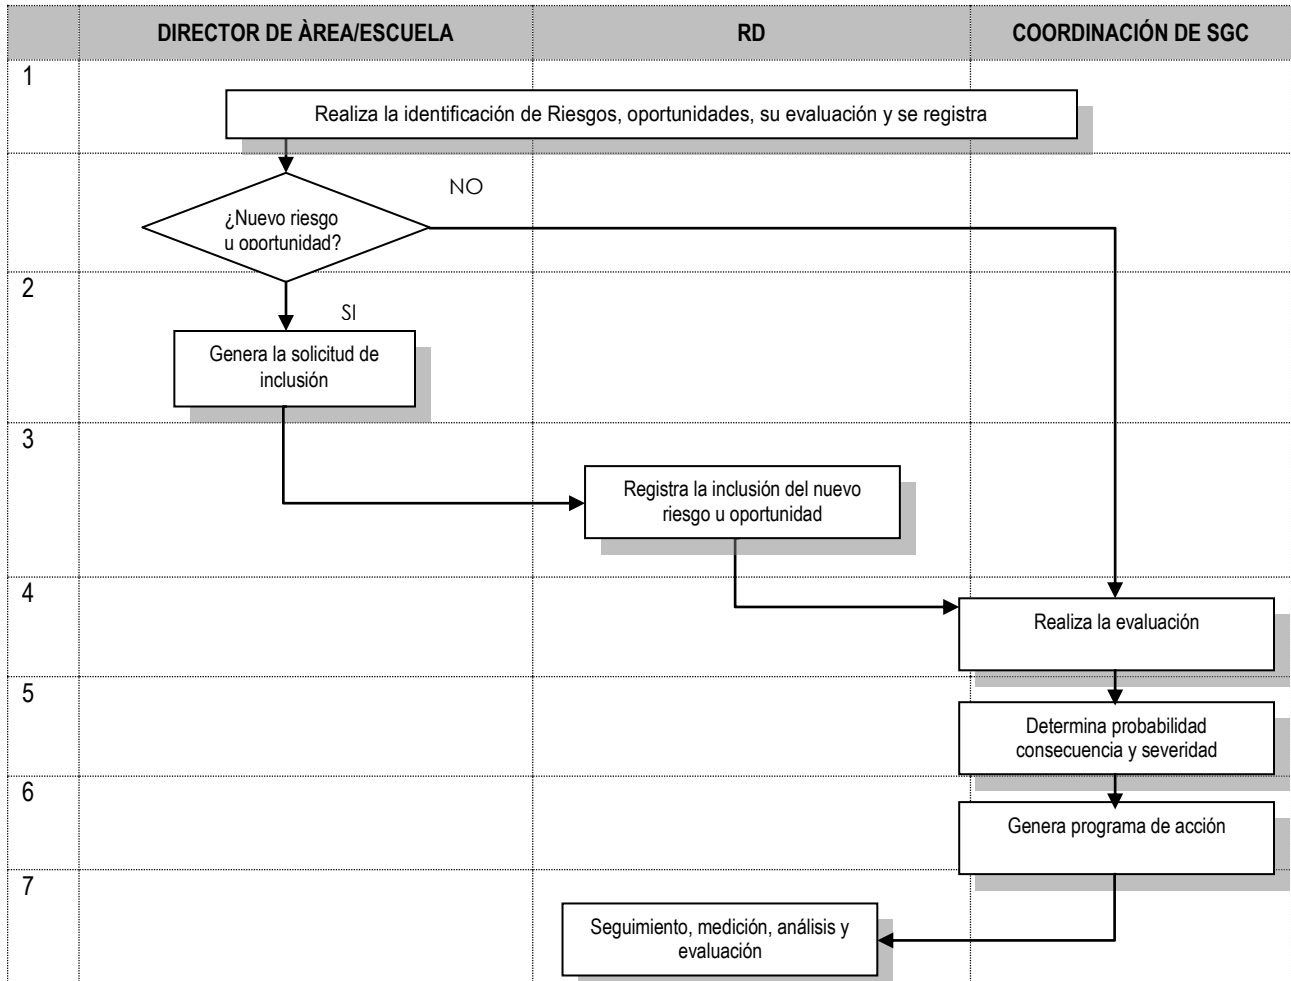 DIRECTOR DE ÀREA/ESCUELA
RD
COORDINACIÓN DE SGC
1
Realiza la identificación de Riesgos, oportunidades, su evaluación y se registra
NO
¿Nuevo riesgo
u oportunidad?
2
SI
Genera la solicitud de
inclusión
3
Registra la inclusión del nuevo
riesgo u oportunidad
4
Realiza la evaluación
5
Determina probabilidad
consecuencia y severidad
6
Genera programa de acción
7
Seguimiento, medición, análisis y
evaluación